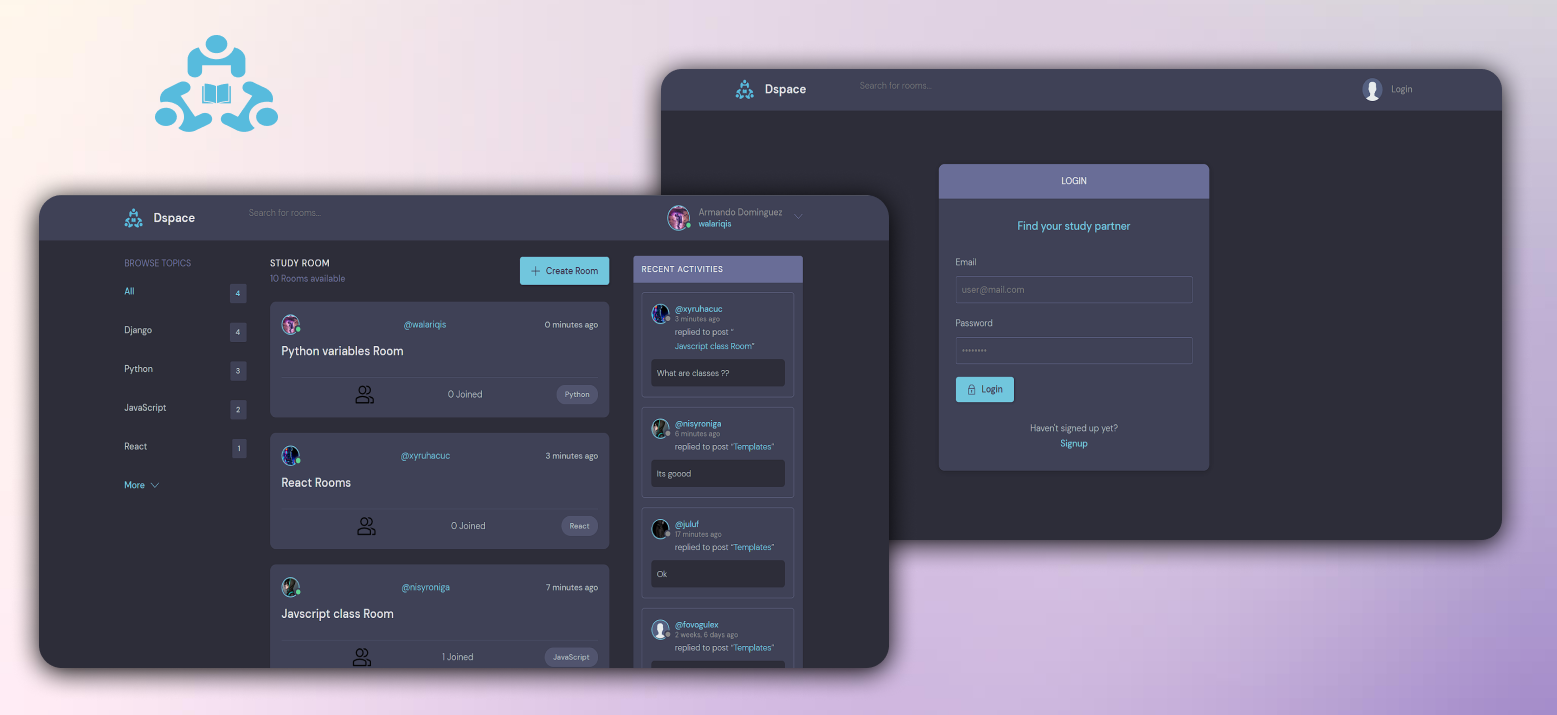 Dspace
Search for rooms...
Login
LOGIN
Find your study partner
Email
user@mail.com
Password
••••••••
Login
Haven't signed up yet?
Signup
Dspace
Search for rooms...
Armando Dominguez
walariqis
BROWSE TOPICS
All 4
Django 4
Python 3
JavaScript 2
React 1
More
STUDY ROOM
10 Rooms available
Create Room
@walariqis 0 minutes ago
Python variables Room
0 Joined Python
@xyruhacuc 3 minutes ago
React Rooms
0 Joined React
@nisyroniga 7 minutes ago
Javscript class Room
1 Joined JavaScript
RECENT ACTIVITIES
@xyruhacuc
3 minutes ago
replied to post “
Javscript class Room”
What are classes ??
@nisyroniga
6 minutes ago
replied to post “Templates”
Its goood
@juluf
17 minutes ago
replied to post “Templates”
Ok
@fovogulex
2 weeks, 6 days ago
replied to post “Templates”